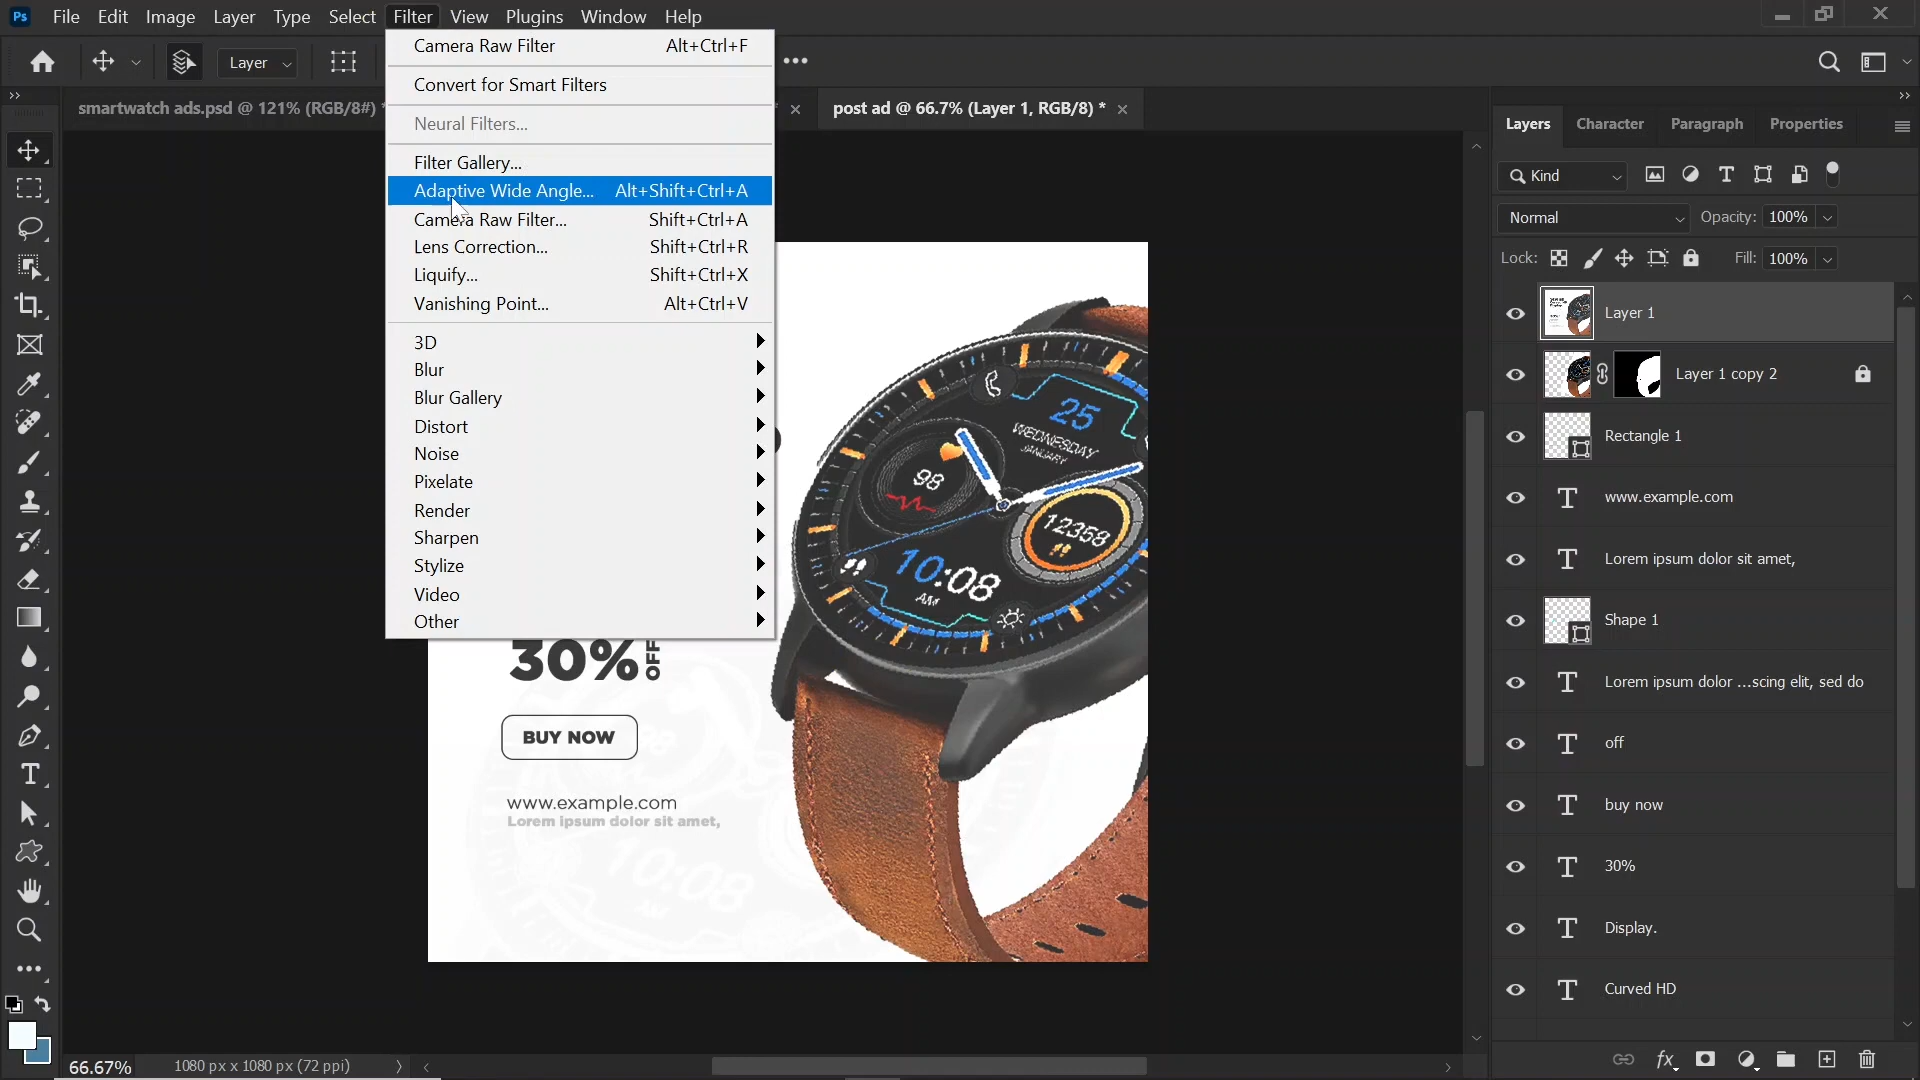 Ps File Edit Image Layer Type Select Filter View Plugins Window Help
Layer
smartwatch ads.psd @ 121% (RGB/8#) *
post ad @ 66.7% (Layer 1, RGB/8) *
Camera Raw Filter Alt+Ctrl+F
Convert for Smart Filters
Neural Filters...
Filter Gallery...
Adaptive Wide Angle... Alt+Shift+Ctrl+A
Camera Raw Filter... Shift+Ctrl+A
Lens Correction... Shift+Ctrl+R
Liquify... Shift+Ctrl+X
Vanishing Point... Alt+Ctrl+V
3D
Blur
Blur Gallery
Distort
Noise
Pixelate
Render
Sharpen
Stylize
Video
Other
25
WEDNESDAY
JANUARY
98
12358
10:08
AM
30% OFF
BUY NOW
www.example.com
Lorem ipsum dolor sit amet,
10:08
AM
Layers Character Paragraph Properties
Kind
Normal Opacity: 100%
Lock: Fill: 100%
Layer 1
Layer 1 copy 2
Rectangle 1
T www.example.com
T Lorem ipsum dolor sit amet,
Shape 1
T Lorem ipsum dolor ...scing elit, sed do
T off
T buy now
T 30%
T Display.
T Curved HD
fx
66.67% 1080 px x 1080 px (72 ppi)